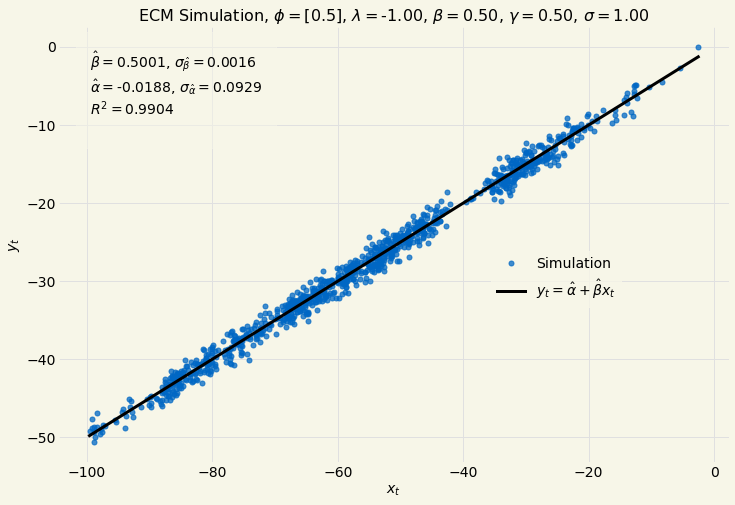 ECM Simulation, ϕ = [0.5], λ = -1.00, β = 0.50, γ = 0.50, σ = 1.00
β̂ = 0.5001, σ_β̂ = 0.0016
α̂ = -0.0188, σ_α̂ = 0.0929
R² = 0.9904
0
−10
−20
−30
−40
−50
y_t
Simulation
y_t = α̂ + β̂x_t
−100
−80
−60
−40
−20
0
x_t